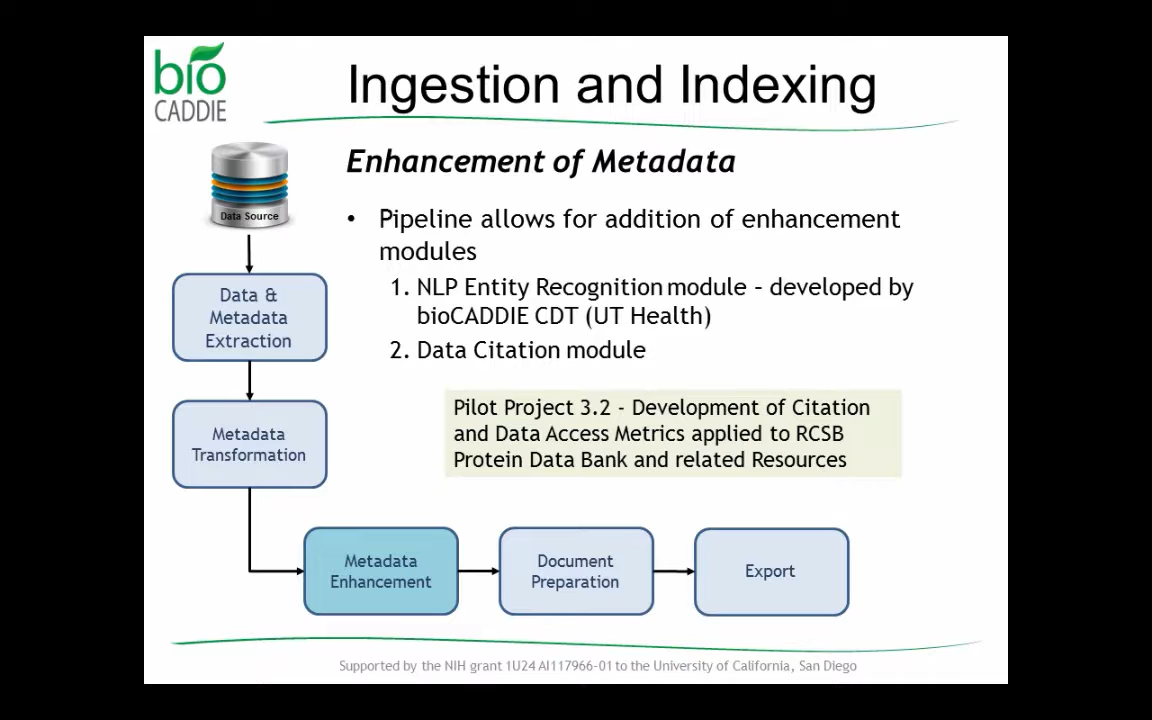 bio
CADDIE
Ingestion and Indexing
Enhancement of Metadata
Data Source
• Pipeline allows for addition of enhancement
modules
1. NLP Entity Recognition module – developed by
bioCADDIE CDT (UT Health)
2. Data Citation module
Data &
Metadata
Extraction
Pilot Project 3.2 - Development of Citation
and Data Access Metrics applied to RCSB
Protein Data Bank and related Resources
Metadata
Transformation
Metadata
Enhancement
Document
Preparation
Export
Supported by the NIH grant 1U24 AI117966-01 to the University of California, San Diego